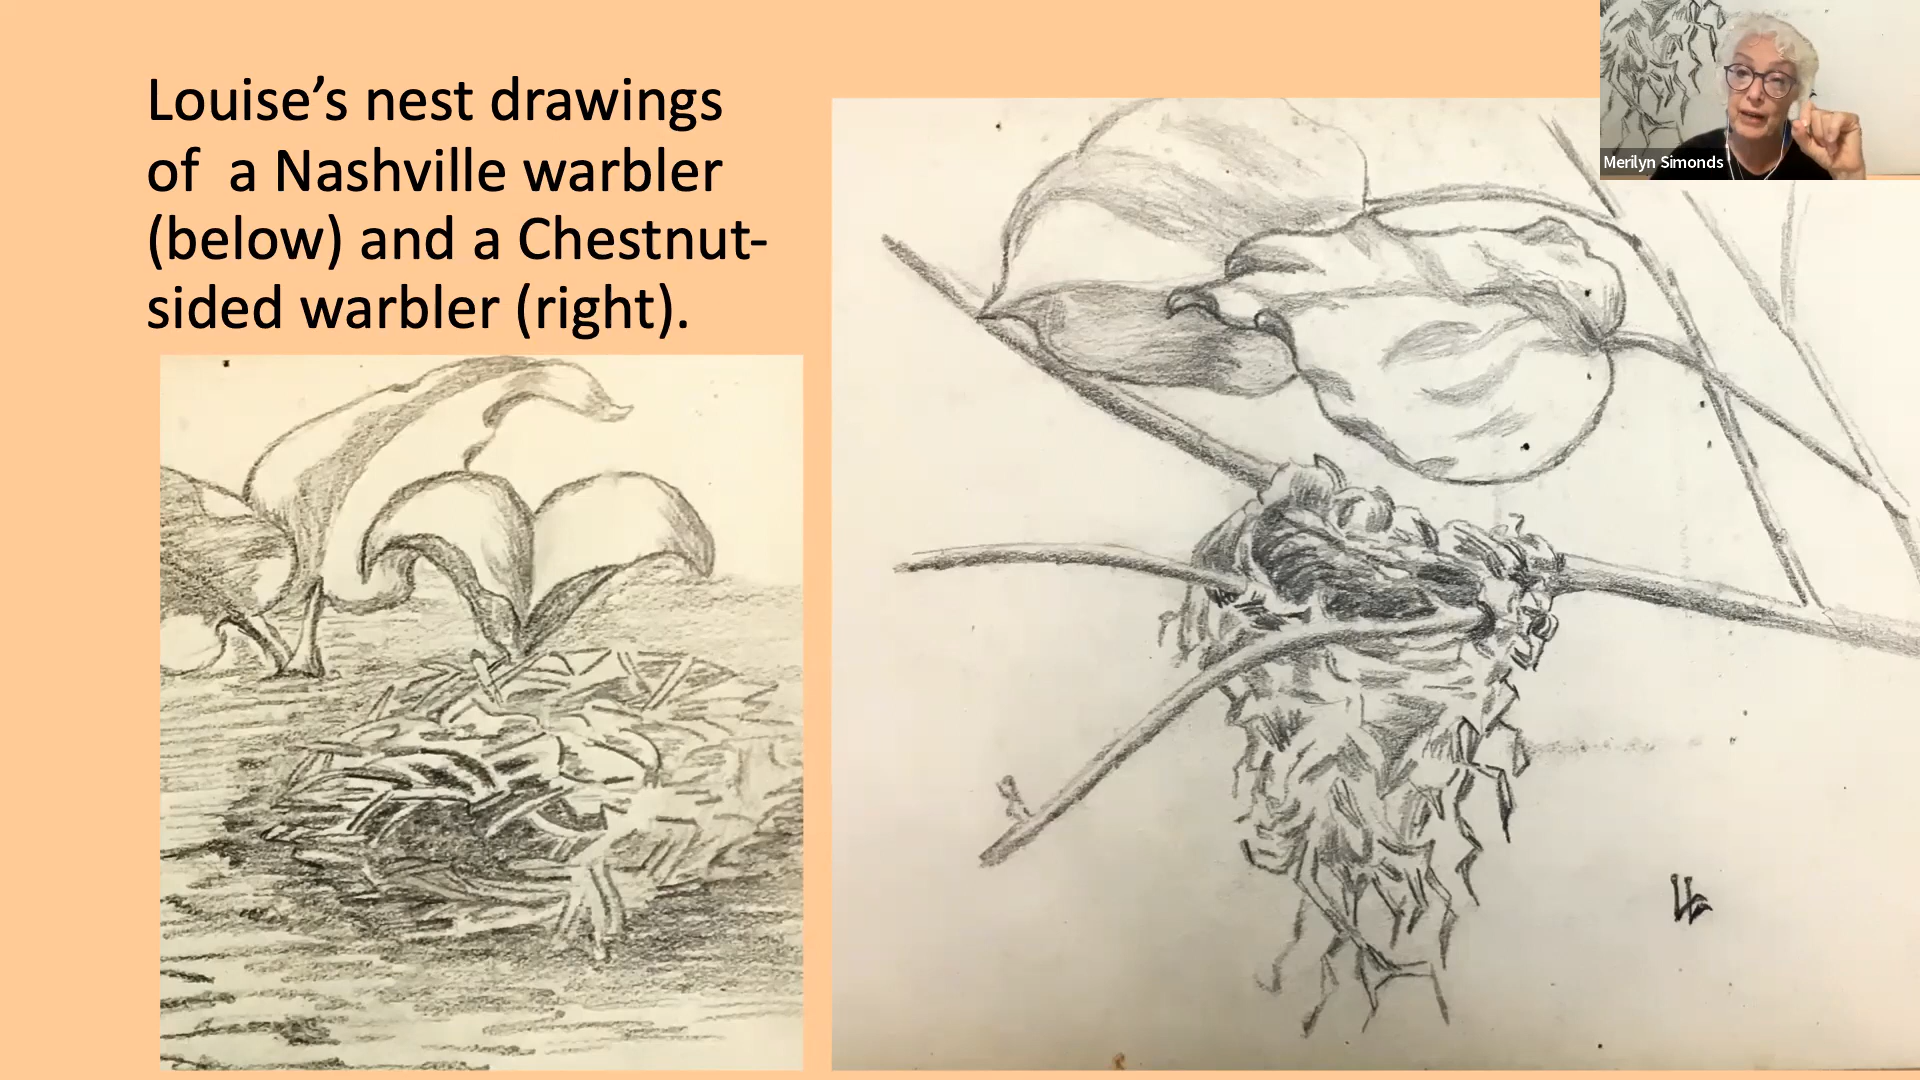 Louise’s nest drawings
of  a Nashville warbler
(below) and a Chestnut-
sided warbler (right).
Merilyn Simonds